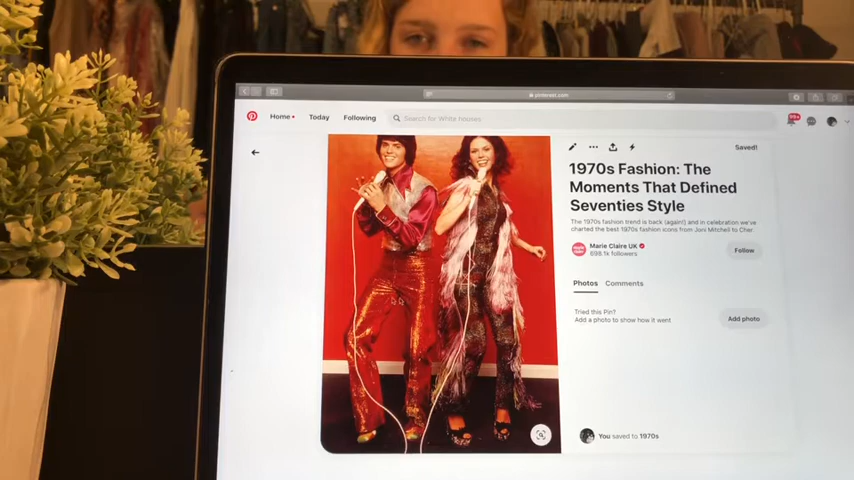 pinterest.com
Home
Today
Following
Search for White houses
99+
Saved!
1970s Fashion: The
Moments That Defined
Seventies Style
The 1970s fashion trend is back (again!) and in celebration we've
charted the best 1970s fashion icons from Joni Mitchell to Cher.
Marie Claire UK
698.1k followers
Follow
Photos
Comments
Tried this Pin?
Add a photo to show how it went
Add photo
You saved to 1970s